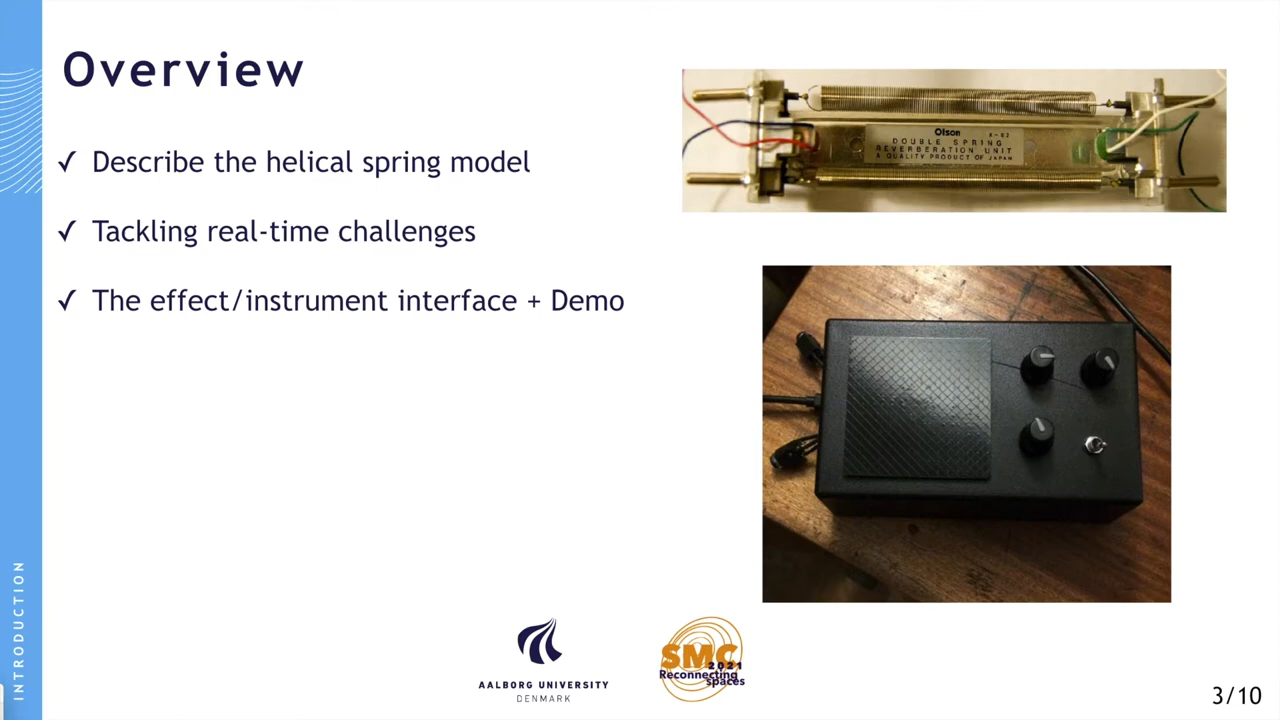 Overview
✓ Describe the helical spring model
✓ Tackling real-time challenges
✓ The effect/instrument interface + Demo
Olson
X-82
DOUBLE SPRING
REVERBERATION UNIT
A QUALITY PRODUCT OF JAPAN
INTRODUCTION
AALBORG UNIVERSITY
DENMARK
SMC
2021
Reconnecting
spaces
3/10